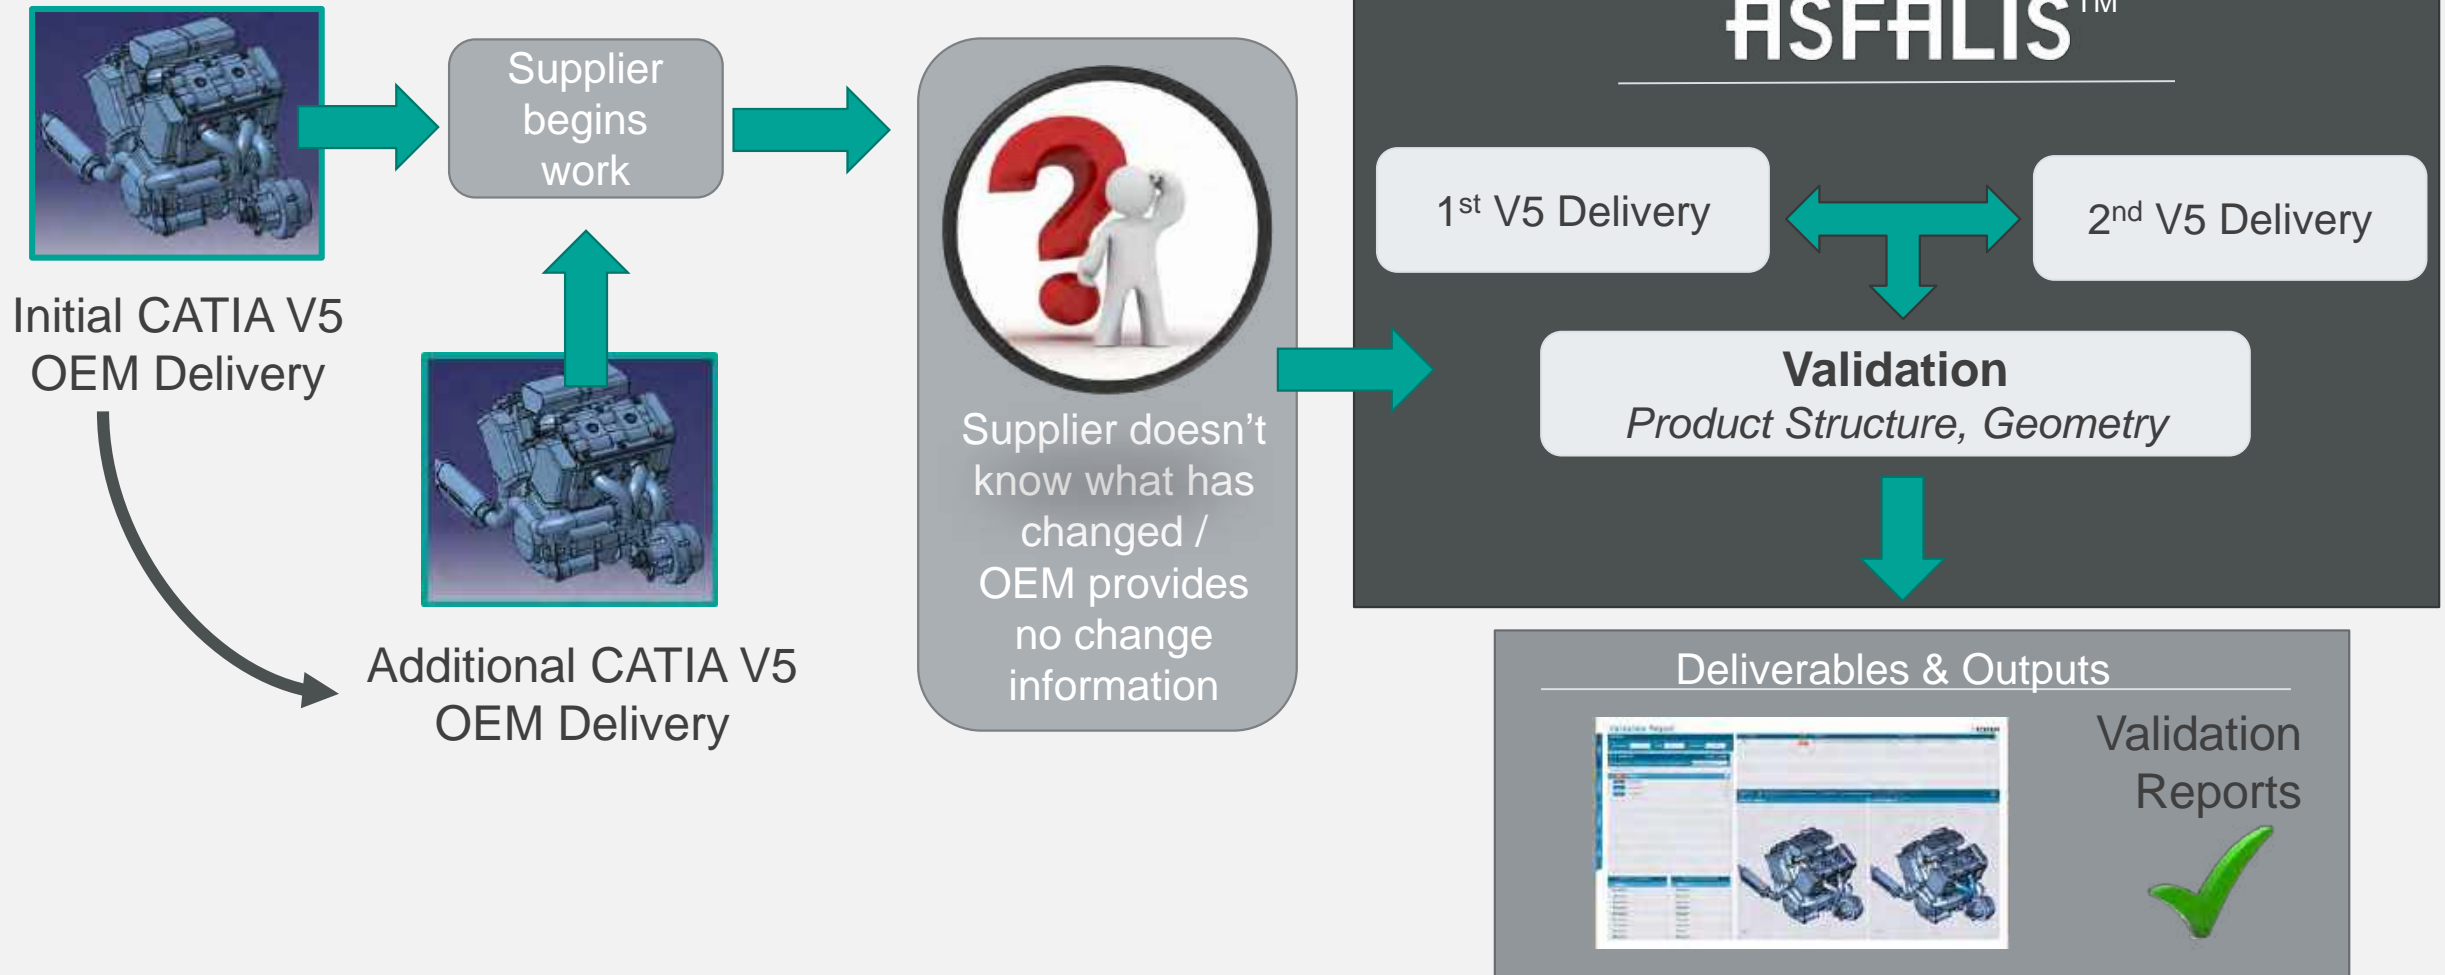 Initial CATIA V5
OEM Delivery
Supplier
begins
work
Additional CATIA V5
OEM Delivery
Supplier doesn’t
know what has
changed /
OEM provides
no change
information
ASFALIS™
1st V5 Delivery
2nd V5 Delivery
Validation
Product Structure, Geometry
Deliverables & Outputs
Validation Report
Validation
Reports